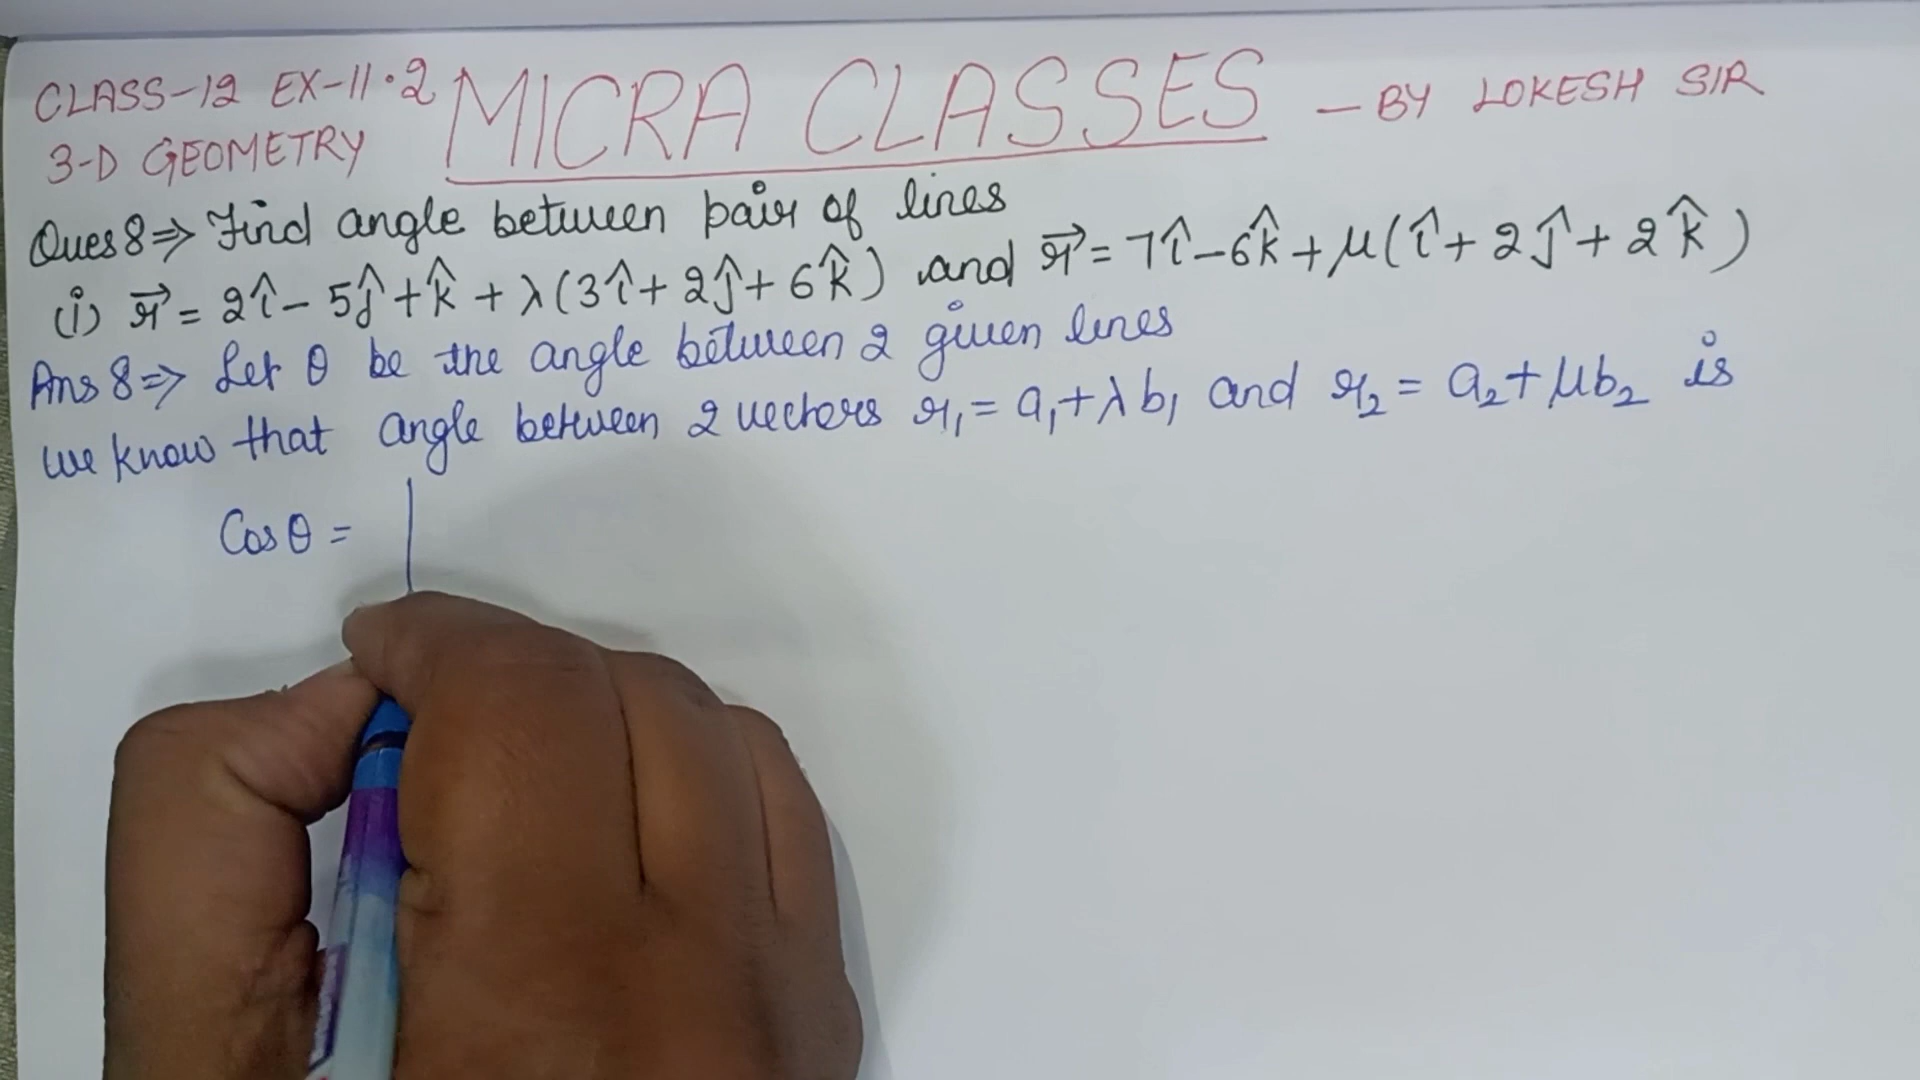 CLASS-12 EX-11.2 MICRA CLASSES - BY LOKESH SIR
3-D GEOMETRY
Ques 8 ⇒ Find angle between pair of lines
(i) r⃗ = 2î - 5ĵ + k̂ + λ(3î + 2ĵ + 6k̂) and r⃗ = 7î - 6k̂ + μ(î + 2ĵ + 2k̂)
Ans 8 ⇒ Let θ be the angle between 2 given lines
we know that angle between 2 vectors r₁ = a₁ + λb₁ and r₂ = a₂ + μb₂ is
Cos θ = |